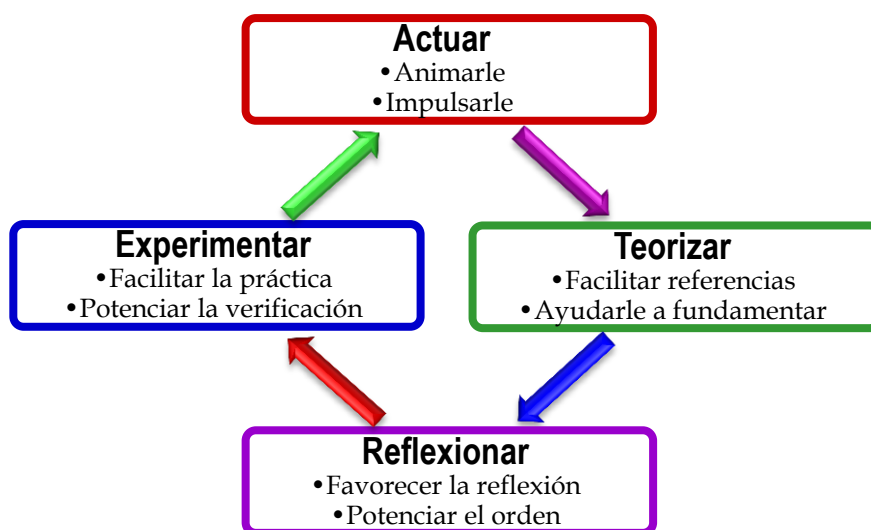 Actuar
•Animarle
•Impulsarle
Experimentar
•Facilitar la práctica
•Potenciar la verificación
Teorizar
•Facilitar referencias
•Ayudarle a fundamentar
Reflexionar
•Favorecer la reflexión
•Potenciar el orden